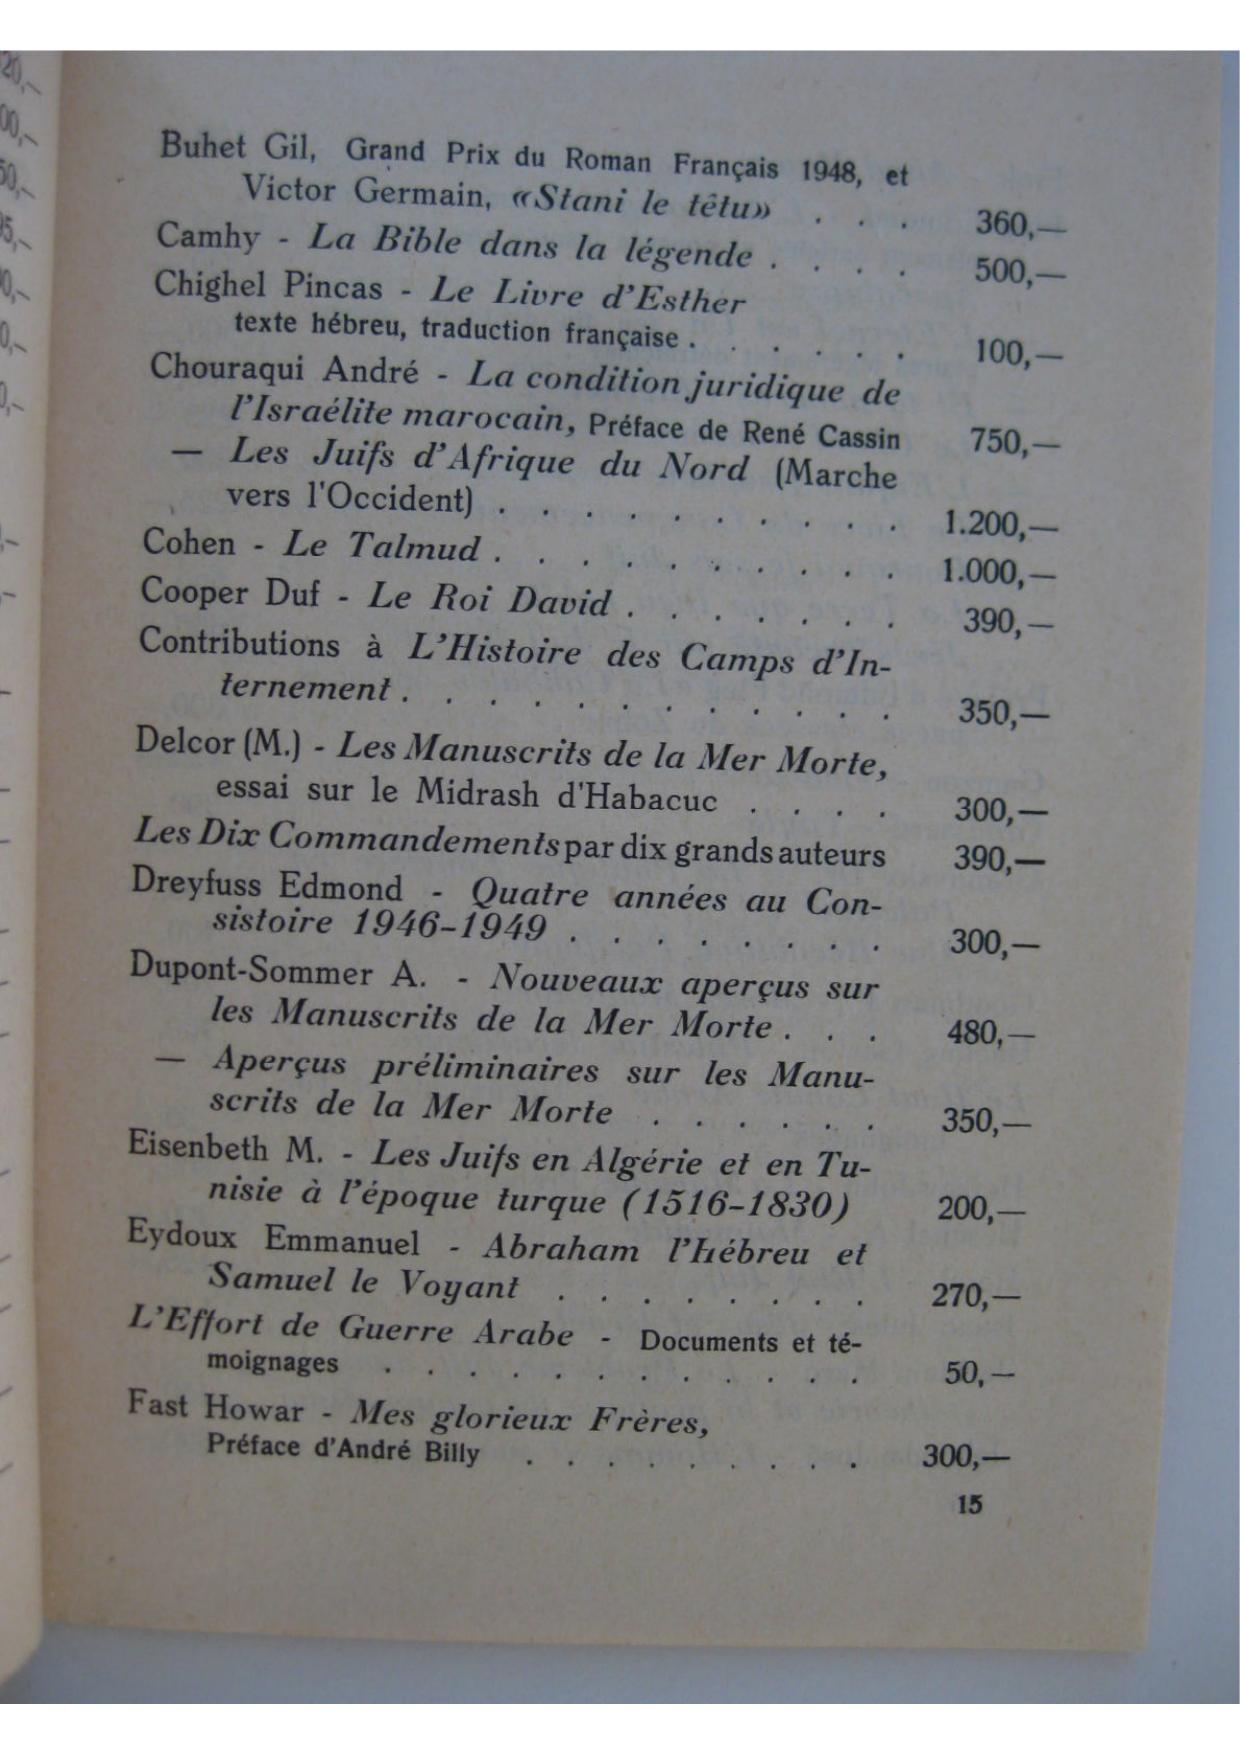 20,—
00,—
50,—
95,—
0,—
0,—
0,—
Buhet Gil, Grand Prix du Roman Français 1948, et
Victor Germain, «Stani le têtu» . . . 360,—
Camhy - La Bible dans la légende . . . . 500,—
Chighel Pincas - Le Livre d'Esther
texte hébreu, traduction française . . . . . . 100,—
Chouraqui André - La condition juridique de
l'Israélite marocain, Préface de René Cassin 750,—
— Les Juifs d'Afrique du Nord (Marche
vers l'Occident) . . . . . . . . . . 1.200,—
Cohen - Le Talmud . . . . . . . . . . 1.000,—
Cooper Duf - Le Roi David . . . . . . . 390,—
Contributions à L'Histoire des Camps d'In-
ternement . . . . . . . . . . . . 350,—
Delcor (M.) - Les Manuscrits de la Mer Morte,
essai sur le Midrash d'Habacuc . . . . 300,—
Les Dix Commandements par dix grands auteurs 390,—
Dreyfuss Edmond - Quatre années au Con-
sistoire 1946-1949 . . . . . . . . 300,—
Dupont-Sommer A. - Nouveaux aperçus sur
les Manuscrits de la Mer Morte . . . 480,—
— Aperçus préliminaires sur les Manu-
scrits de la Mer Morte . . . . . . 350,—
Eisenbeth M. - Les Juifs en Algérie et en Tu-
nisie à l'époque turque (1516-1830) 200,—
Eydoux Emmanuel - Abraham l'hébreu et
Samuel le Voyant . . . . . . . . 270,—
L'Effort de Guerre Arabe - Documents et té-
moignages . . . . . . . . . . . . 50,—
Fast Howar - Mes glorieux Frères,
Préface d'André Billy . . . . . . . . . 300,—
15